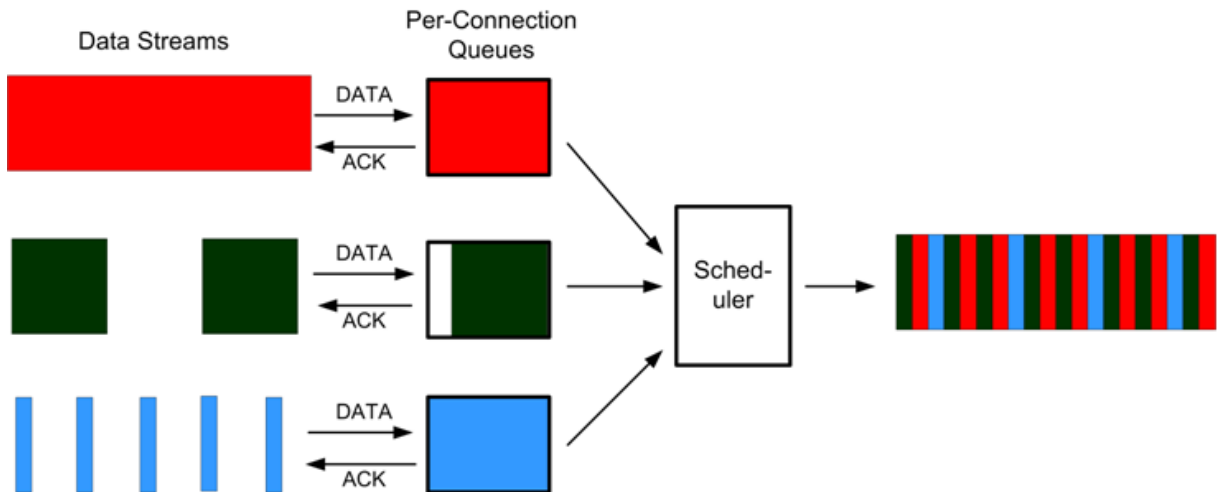 Data Streams
Per-Connection
Queues
DATA
ACK
DATA
ACK
DATA
ACK
Sched-
uler